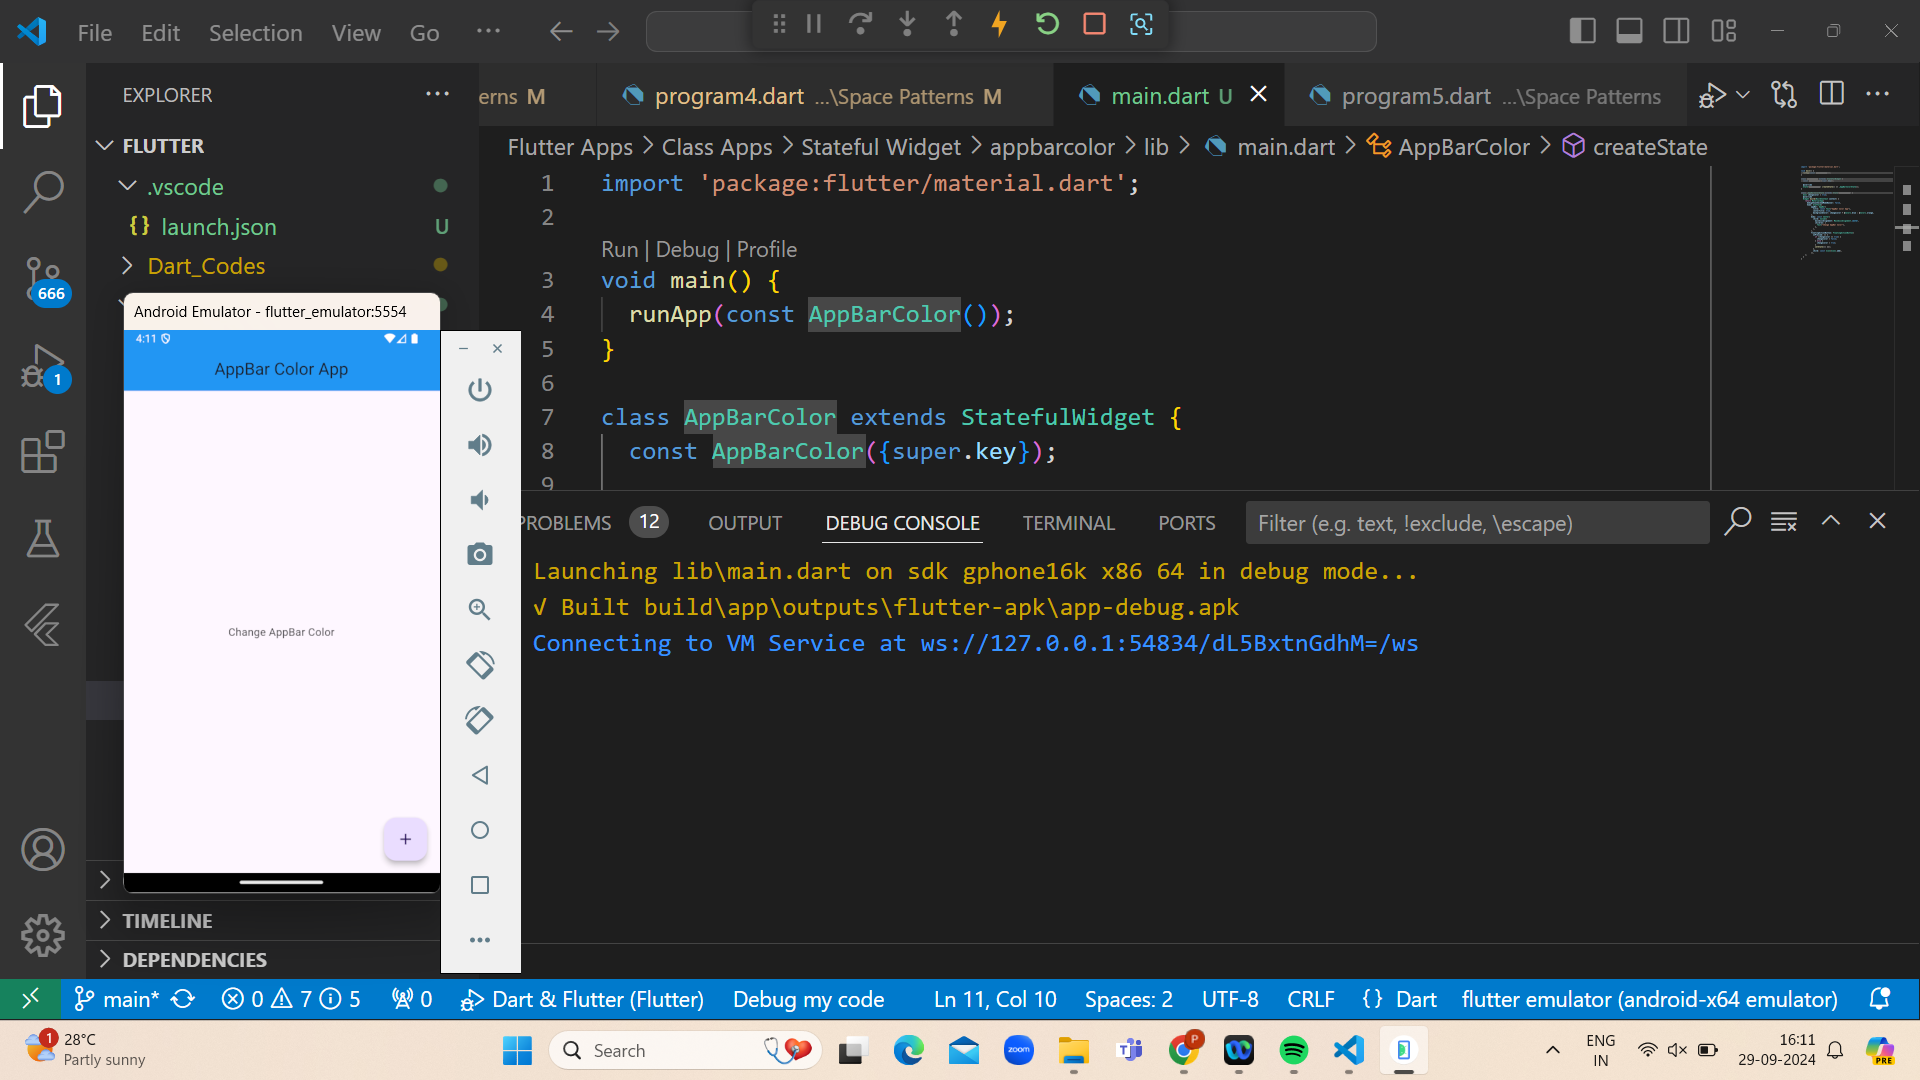 File Edit Selection View Go ...
EXPLORER ...
erns M program4.dart ...\Space Patterns M main.dart U program5.dart ...\Space Patterns
FLUTTER
Flutter Apps > Class Apps > Stateful Widget > appbarcolor > lib > main.dart > AppBarColor > createState
.vscode
{} launch.json U
Dart_Codes
666
1
1 import 'package:flutter/material.dart';
2
Run | Debug | Profile
3 void main() {
4 runApp(const AppBarColor());
5 }
6
7 class AppBarColor extends StatefulWidget {
8 const AppBarColor({super.key});
9
Android Emulator - flutter_emulator:5554
4:11
AppBar Color App
Change AppBar Color
+
PROBLEMS 12 OUTPUT DEBUG CONSOLE TERMINAL PORTS Filter (e.g. text, !exclude, \escape)
Launching lib\main.dart on sdk gphone16k x86 64 in debug mode...
√ Built build\app\outputs\flutter-apk\app-debug.apk
Connecting to VM Service at ws://127.0.0.1:54834/dL5BxtnGdhM=/ws
TIMELINE
DEPENDENCIES
main* 0 7 5 0 Dart & Flutter (Flutter) Debug my code Ln 11, Col 10 Spaces: 2 UTF-8 CRLF {} Dart flutter emulator (android-x64 emulator)
1 28°C
Partly sunny
Search
zoom
P
ENG
IN
16:11
29-09-2024
PRE